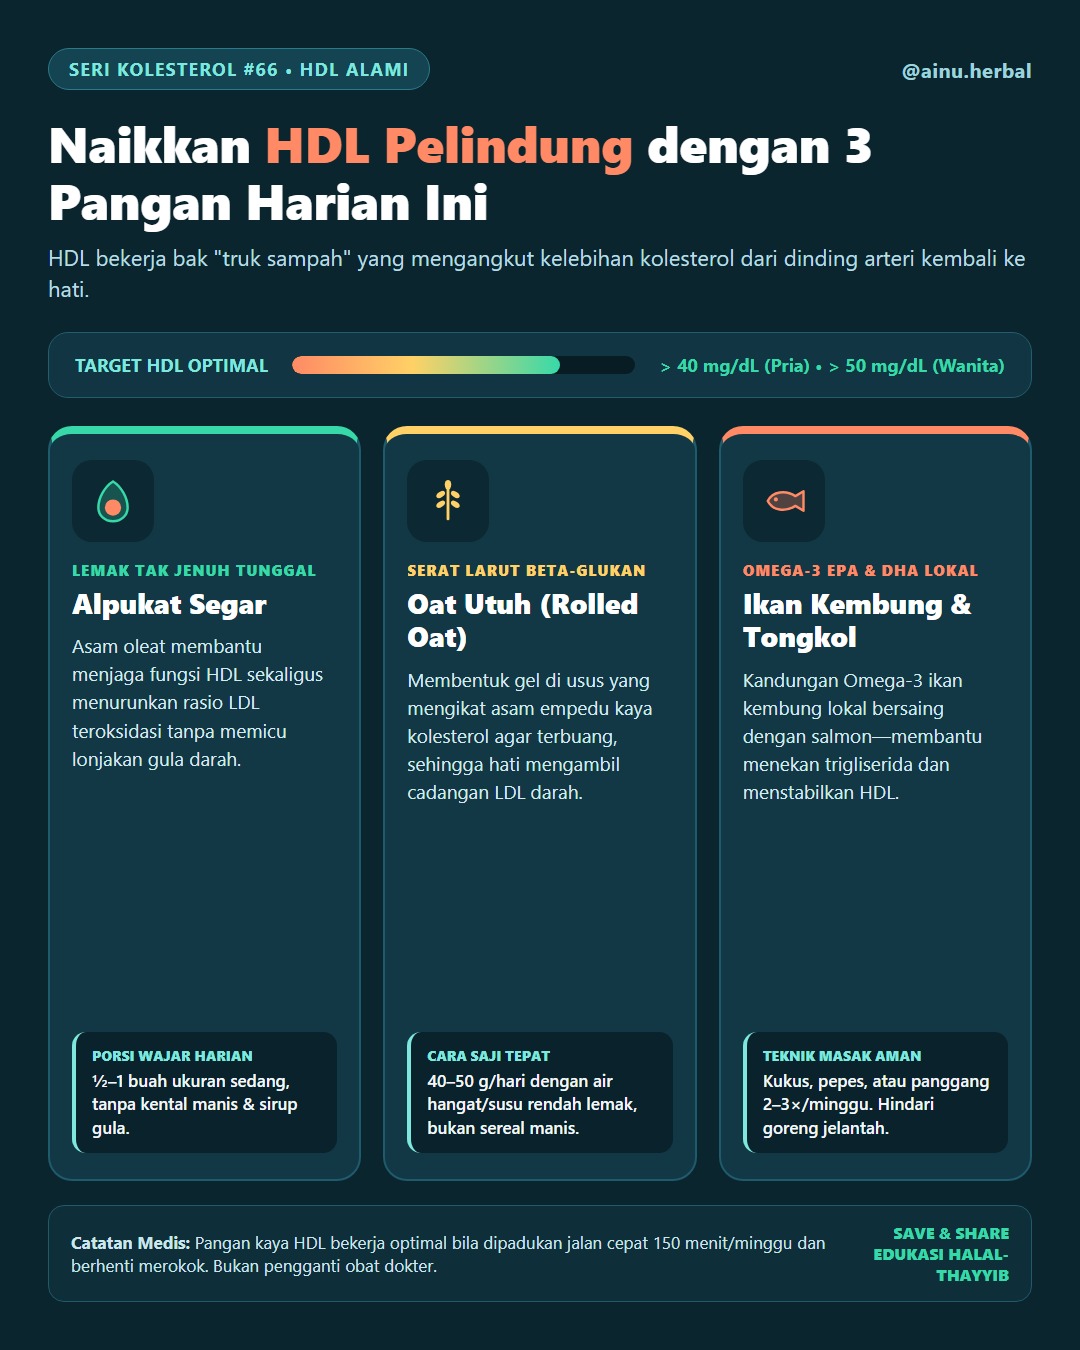 SERI KOLESTEROL #66 • HDL ALAMI
@ainu.herbal
Naikkan HDL Pelindung dengan 3
Pangan Harian Ini
HDL bekerja bak "truk sampah" yang mengangkut kelebihan kolesterol dari dinding arteri kembali ke
hati.
TARGET HDL OPTIMAL
> 40 mg/dL (Pria) • > 50 mg/dL (Wanita)
LEMAK TAK JENUH TUNGGAL
Alpukat Segar
Asam oleat membantu
menjaga fungsi HDL sekaligus
menurunkan rasio LDL
teroksidasi tanpa memicu
lonjakan gula darah.
PORSI WAJAR HARIAN
½–1 buah ukuran sedang,
tanpa kental manis & sirup
gula.
SERAT LARUT BETA-GLUKAN
Oat Utuh (Rolled
Oat)
Membentuk gel di usus yang
mengikat asam empedu kaya
kolesterol agar terbuang,
sehingga hati mengambil
cadangan LDL darah.
CARA SAJI TEPAT
40–50 g/hari dengan air
hangat/susu rendah lemak,
bukan sereal manis.
OMEGA-3 EPA & DHA LOKAL
Ikan Kembung &
Tongkol
Kandungan Omega-3 ikan
kembung lokal bersaing
dengan salmon—membantu
menekan trigliserida dan
menstabilkan HDL.
TEKNIK MASAK AMAN
Kukus, pepes, atau panggang
2–3×/minggu. Hindari
goreng jelantah.
Catatan Medis: Pangan kaya HDL bekerja optimal bila dipadukan jalan cepat 150 menit/minggu dan
berhenti merokok. Bukan pengganti obat dokter.
SAVE & SHARE
EDUKASI HALAL-
THAYYIB